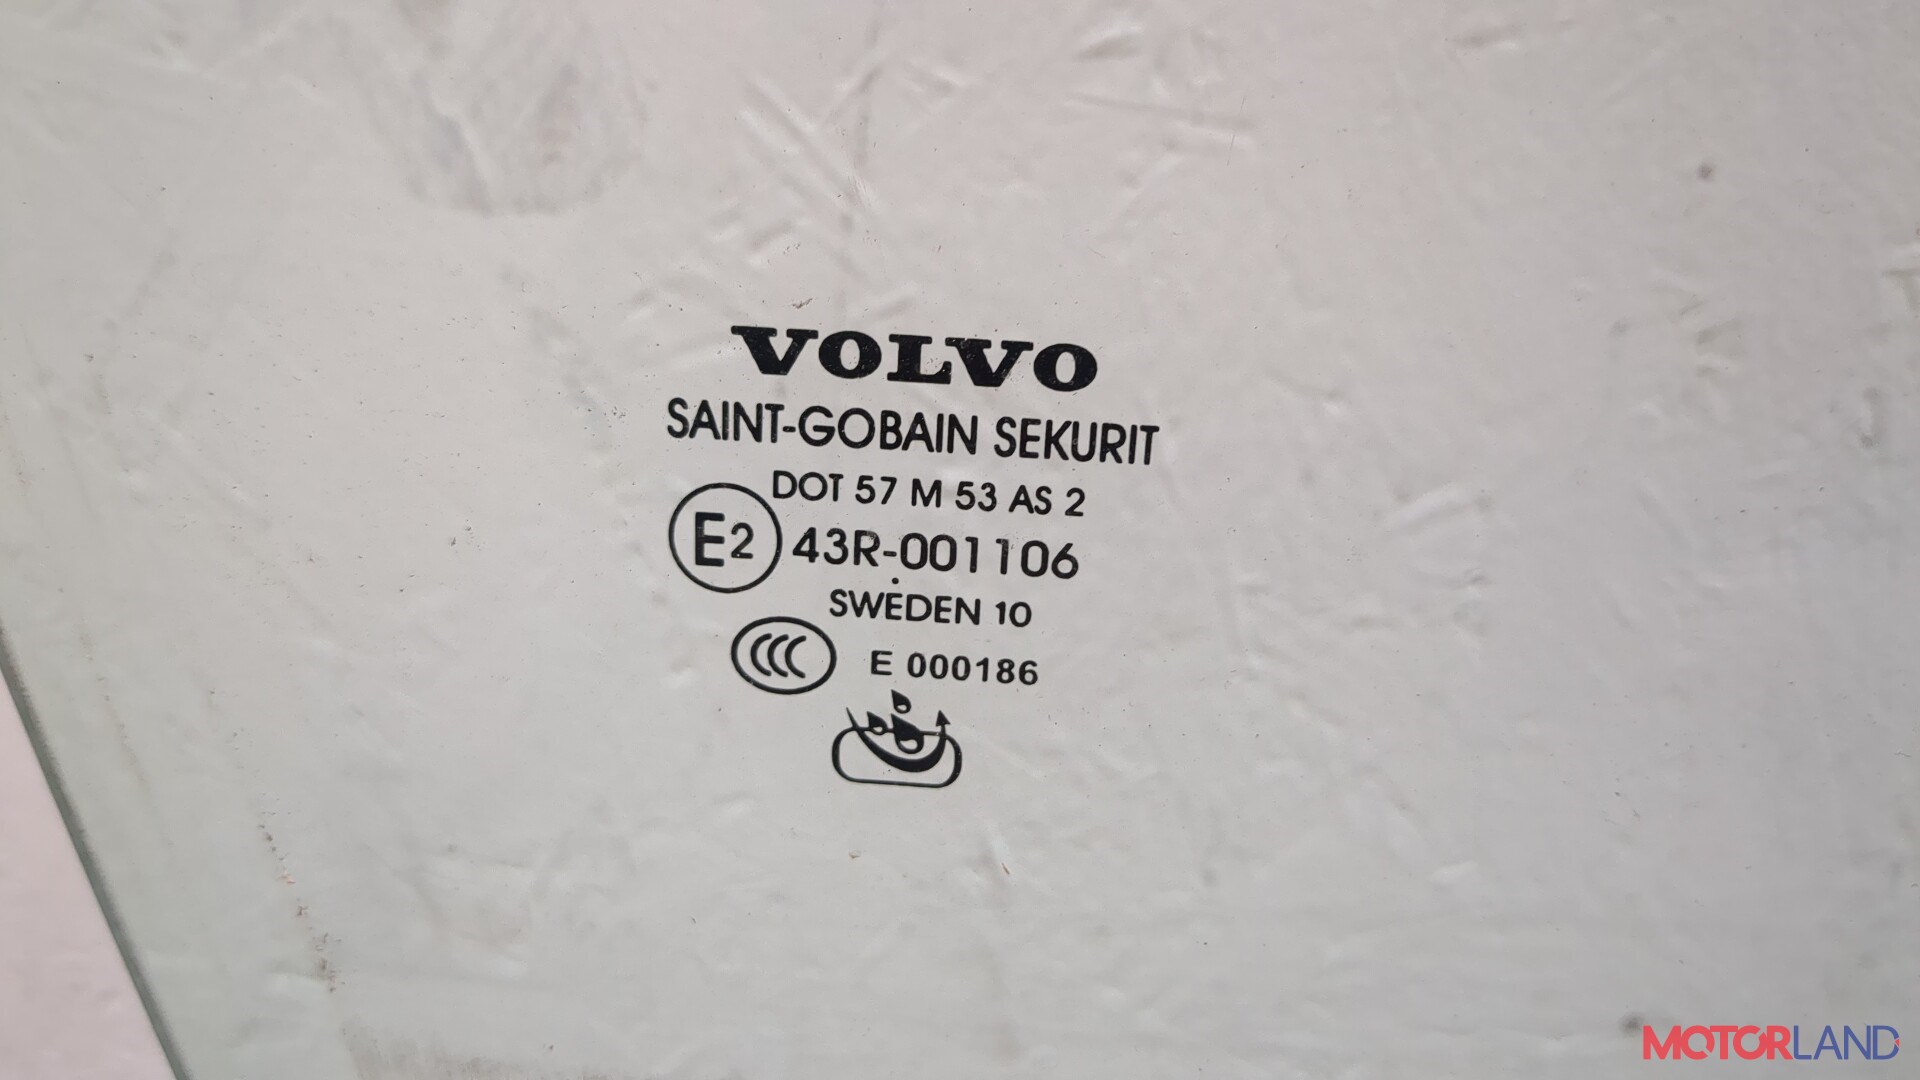 VOLVO
SAINT-GOBAIN SEKURIT
DOT 57 M 53 AS 2
E2 43R-001106
SWEDEN 10
CCC E 000186
MOTORLAND